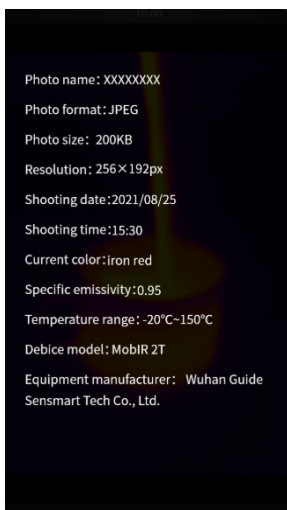 10:00
Photo name: XXXXXXXX
Photo format:JPEG
Photo size: 200KB
Resolution: 256×192px
Shooting date:2021/08/25
Shooting time:15:30
Current color:iron red
Specific emissivity:0.95
Temperature range: -20℃~150℃
Debice model: MobIR 2T
Equipment manufacturer: Wuhan Guide
Sensmart Tech Co., Ltd.